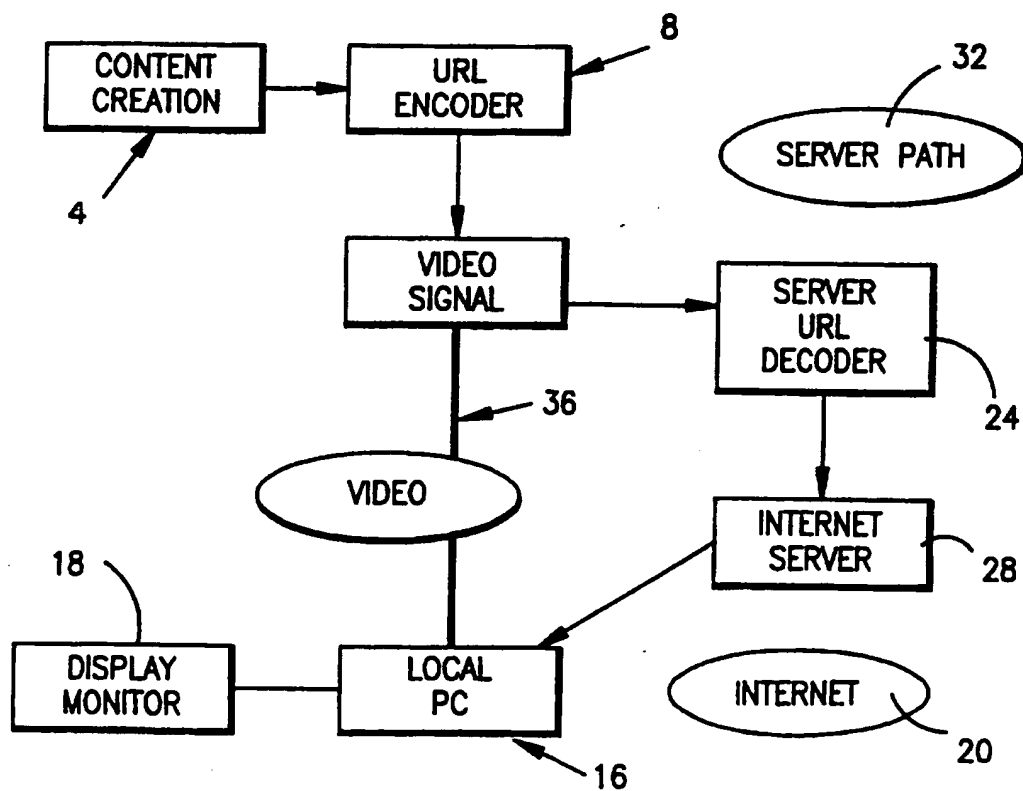 CONTENT
CREATION
4
URL
ENCODER
8
32
SERVER PATH
VIDEO
SIGNAL
SERVER
URL
DECODER
24
36
VIDEO
INTERNET
SERVER
28
18
DISPLAY
MONITOR
LOCAL
PC
16
INTERNET
20